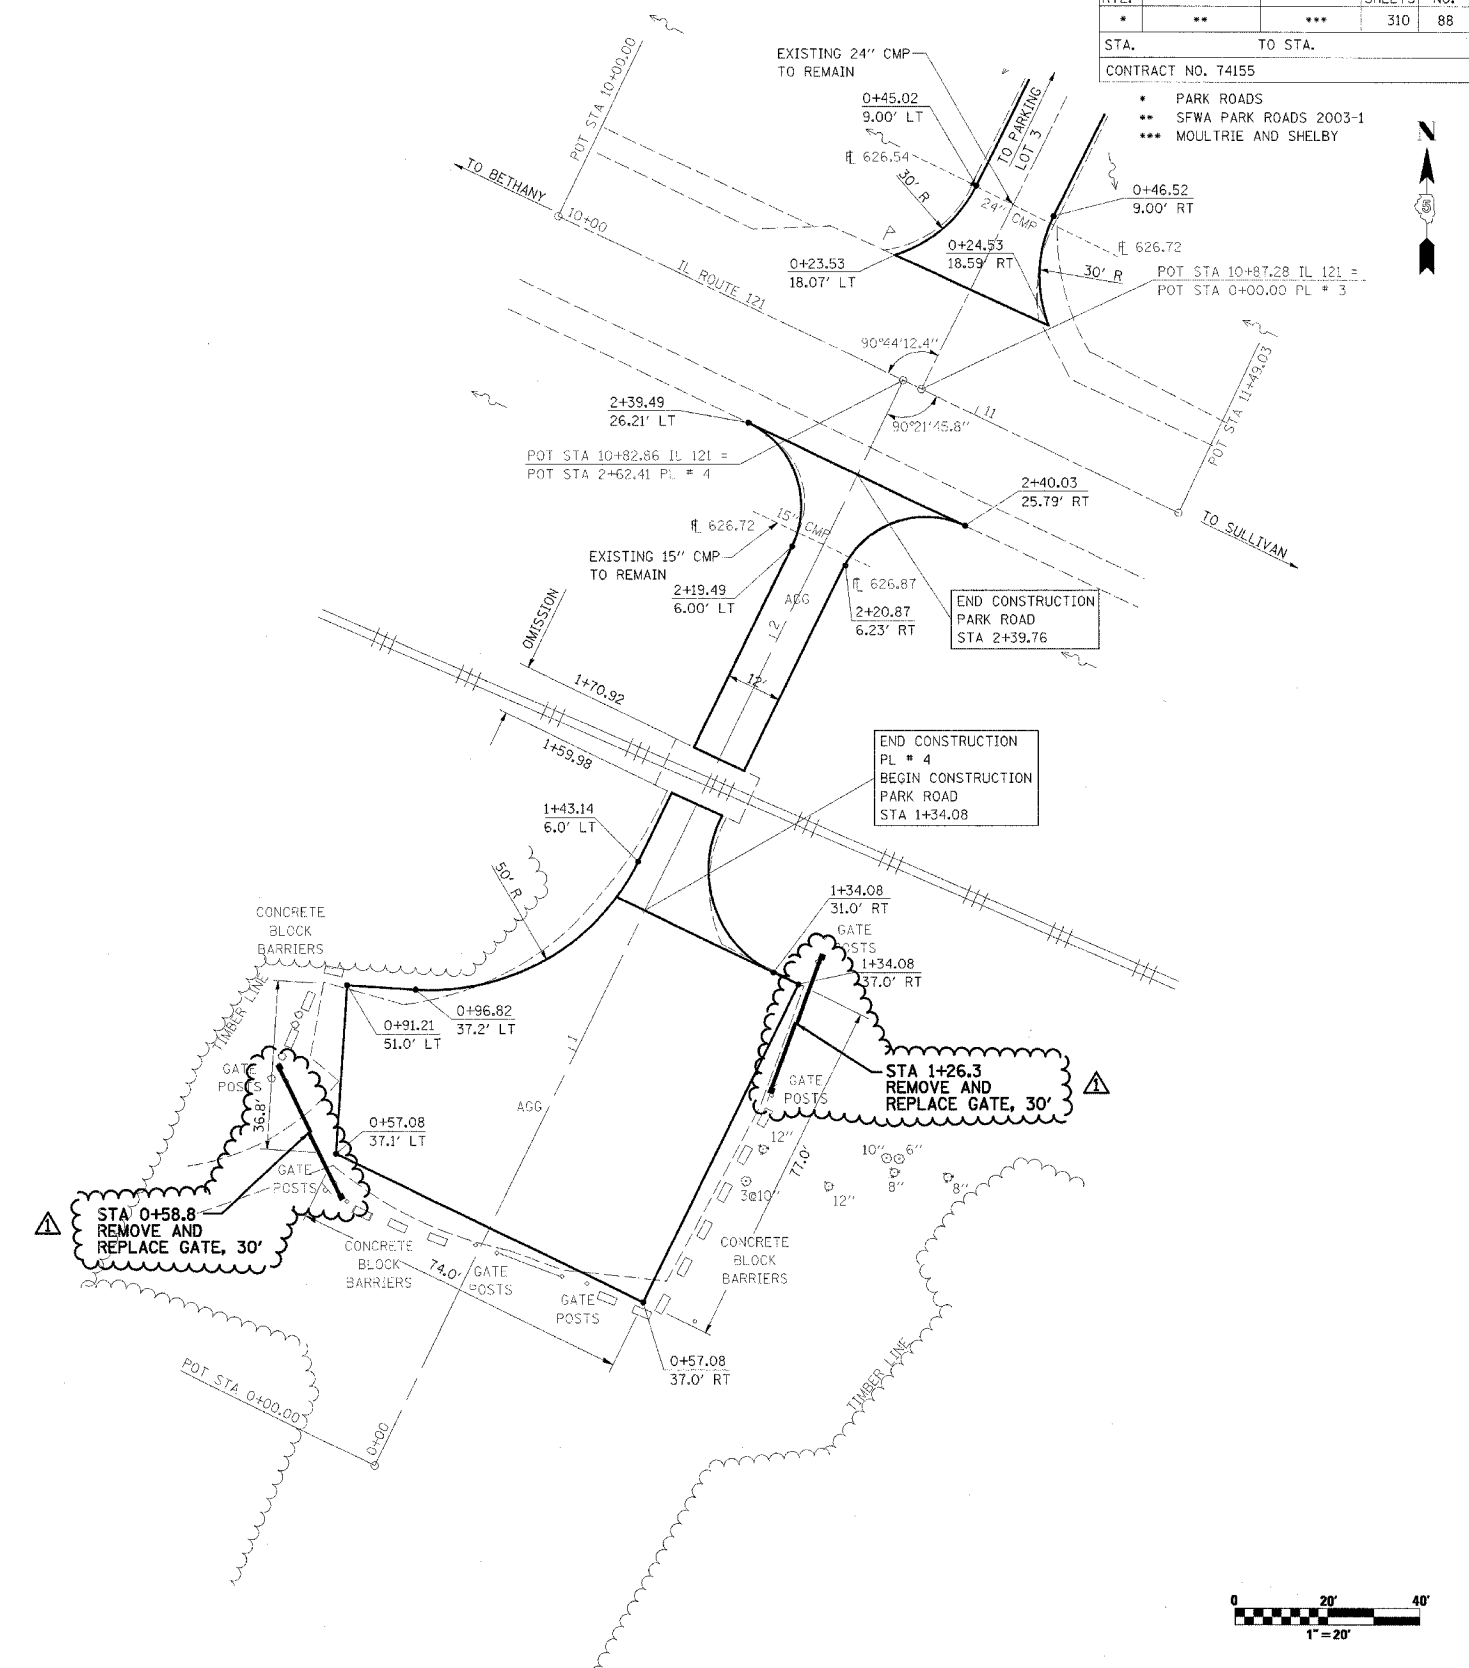 SHEETS NO.
* ** *** 310 88
STA. TO STA.
CONTRACT NO. 74155
* PARK ROADS
** SFWA PARK ROADS 2003-1
*** MOULTRIE AND SHELBY
N
EXISTING 24" CMP
TO REMAIN
0+45.02
9.00' LT
POT STA 10+00.00
TO PARKING
LOT 3
℄ 626.54
TO BETHANY
30' R
24" CMP
0+46.52
9.00' RT
10+00
℄ 626.72
0+24.53
18.59' RT
0+23.53
18.07' LT
30' R
IL ROUTE 121
POT STA 10+87.28 IL 121 =
POT STA 0+00.00 PL # 3
90°44'12.4"
POT STA 11+49.03
2+39.49
26.21' LT
L11
90°21'45.8"
POT STA 10+82.86 IL 121 =
POT STA 2+62.41 PL # 4
2+40.03
25.79' RT
15" CMP
℄ 626.72
TO SULLIVAN
EXISTING 15" CMP
TO REMAIN
℄ 626.87
2+19.49
6.00' LT
AGG
2+20.87
6.23' RT
END CONSTRUCTION
PARK ROAD
STA 2+39.76
OMISSION
L2
12'
1+70.92
1+59.98
END CONSTRUCTION
PL # 4
BEGIN CONSTRUCTION
PARK ROAD
STA 1+34.08
1+43.14
6.0' LT
50' R
1+34.08
31.0' RT
CONCRETE
BLOCK
BARRIERS
GATE
POSTS
1+34.08
37.0' RT
TIMBER LINE
0+96.82
37.2' LT
0+91.21
51.0' LT
L1
GATE
POSTS
36.8'
GATE
POSTS
STA 1+26.3
REMOVE AND
REPLACE GATE, 30'
1
AGG
0+57.08
37.1' LT
12"
77.0'
10" 6"
8"
8"
3@10"
12"
GATE
POSTS
1
STA 0+58.8
REMOVE AND
REPLACE GATE, 30'
CONCRETE
BLOCK
BARRIERS
74.0'
GATE
POSTS
GATE
POSTS
CONCRETE
BLOCK
BARRIERS
0+57.08
37.0' RT
TIMBER LINE
POT STA 0+00.00
0+00
0 20' 40'
1"=20'